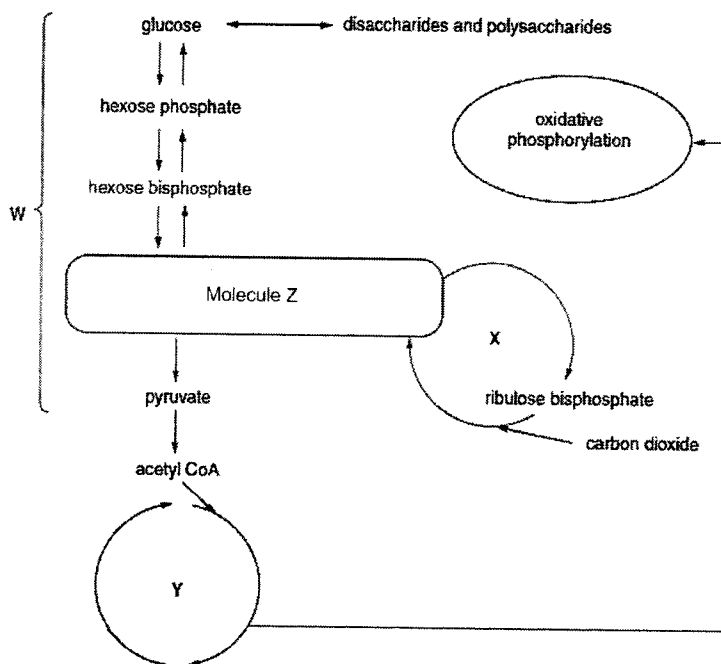 glucose
disaccharides and polysaccharides
hexose phosphate
oxidative
phosphorylation
hexose bisphosphate
W
Molecule Z
X
pyruvate
ribulose bisphosphate
carbon dioxide
acetyl CoA
Y